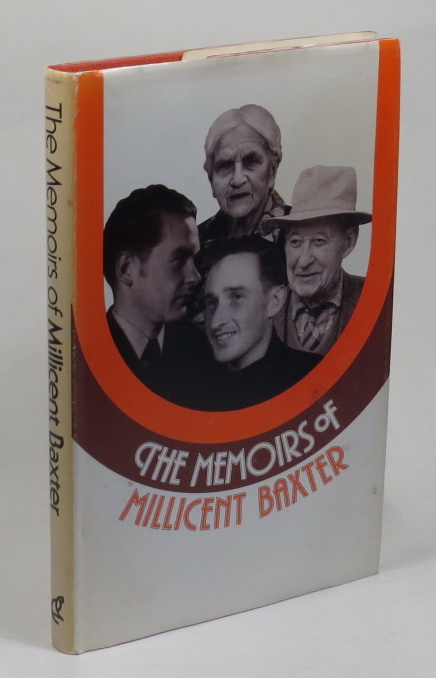 The Memoirs of Millicent Baxter
THE MEMOIRS OF
MILLICENT BAXTER